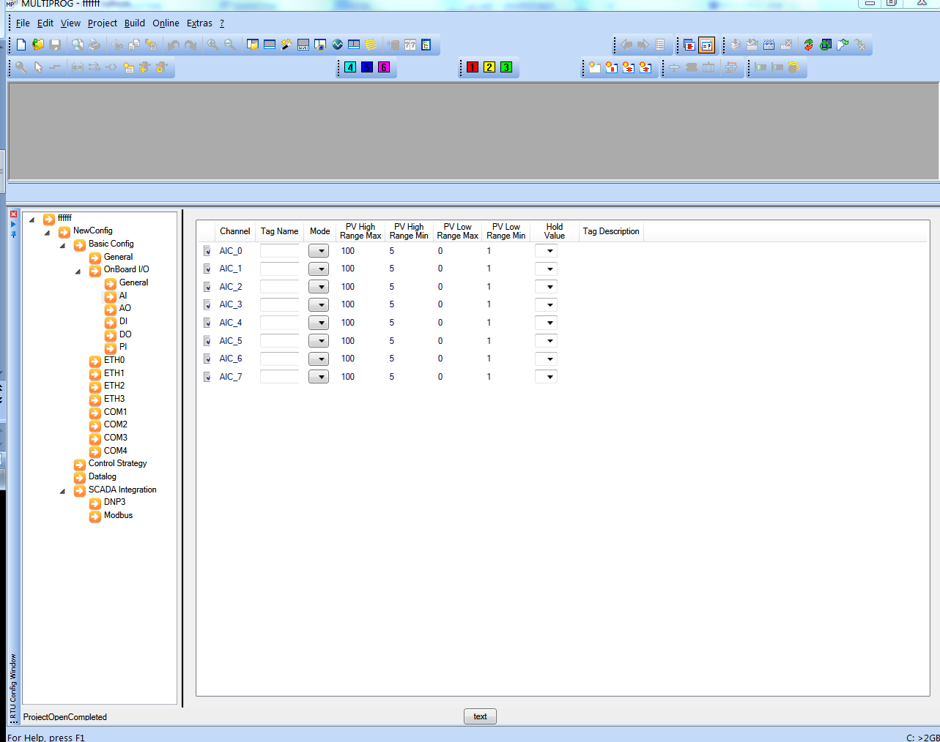 MULTIPROG - ffffff
File Edit View Project Build Online Extras ?
4 5 6 1 2 3
ffffff
NewConfig
Basic Config
General
OnBoard I/O
General
AI
AO
DI
DO
PI
ETH0
ETH1
ETH2
ETH3
COM1
COM2
COM3
COM4
Control Strategy
Datalog
SCADA Integration
DNP3
Modbus
Channel Tag Name Mode PV High Range Max PV High Range Min PV Low Range Max PV Low Range Min Hold Value Tag Description
AIC_0 100 5 0 1
AIC_1 100 5 0 1
AIC_2 100 5 0 1
AIC_3 100 5 0 1
AIC_4 100 5 0 1
AIC_5 100 5 0 1
AIC_6 100 5 0 1
AIC_7 100 5 0 1
RTU Config Window
ProjectOpenCompleted
text
For Help, press F1
C: >2GB